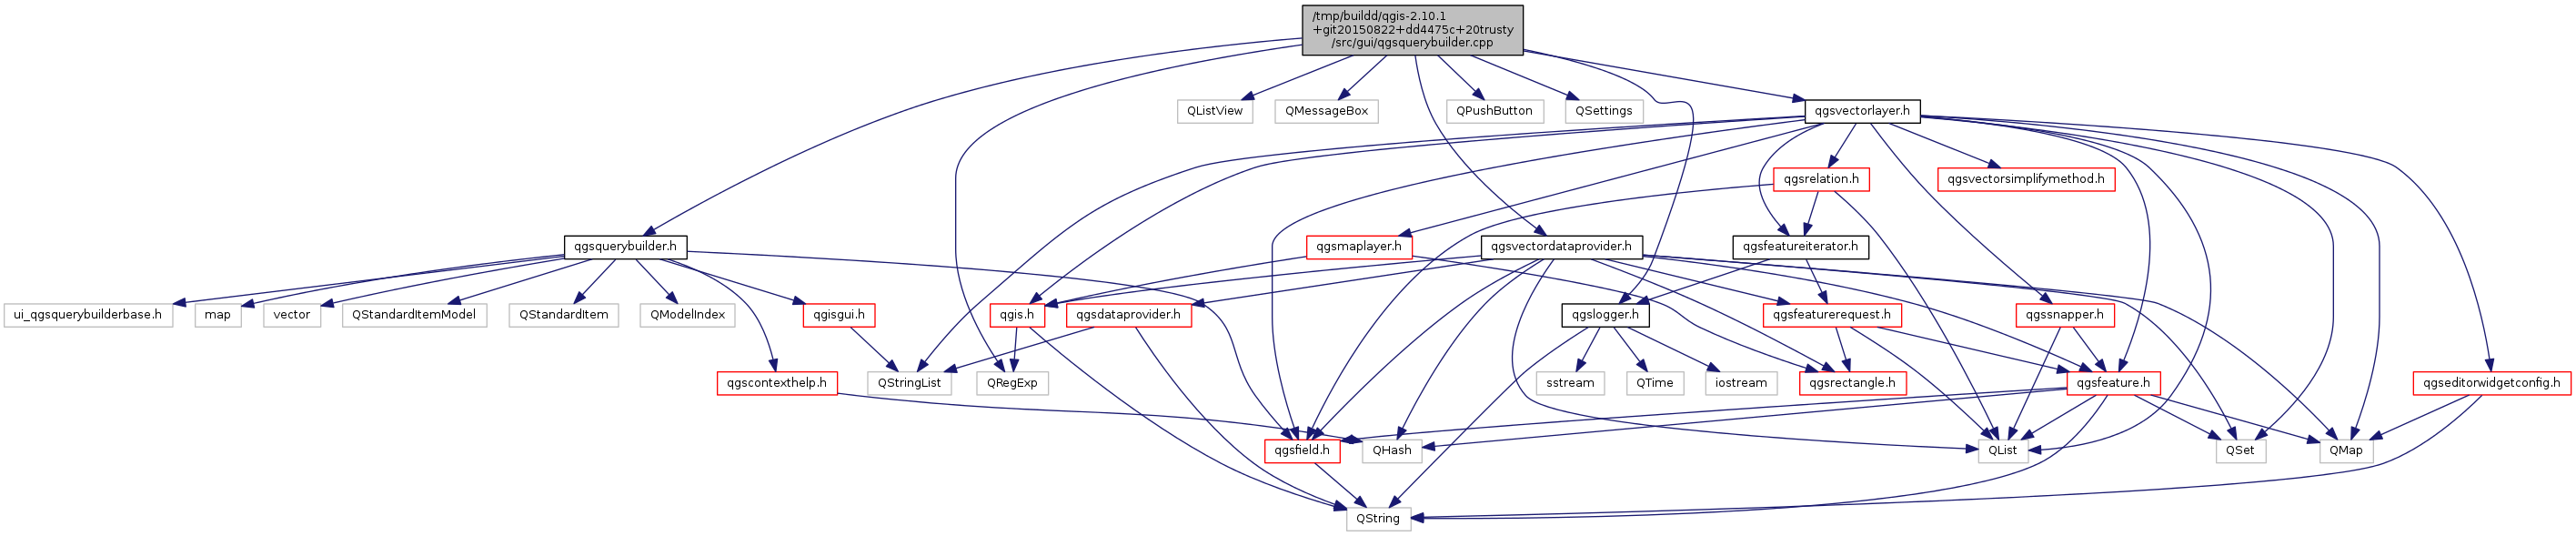 /tmp/buildd/qgis-2.10.1
+git20150822+dd4475c+20trusty
/src/gui/qgsquerybuilder.cpp
QListView
QMessageBox
QPushButton
QSettings
qgsvectorlayer.h
qgsrelation.h
qgsvectorsimplifymethod.h
qgsquerybuilder.h
qgsmaplayer.h
qgsvectordataprovider.h
qgsfeatureiterator.h
ui_qgsquerybuilderbase.h
map
vector
QStandardItemModel
QStandardItem
QModelIndex
qgisgui.h
qgis.h
qgsdataprovider.h
qgslogger.h
qgsfeaturerequest.h
qgssnapper.h
qgscontexthelp.h
QStringList
QRegExp
sstream
QTime
iostream
qgsrectangle.h
qgsfeature.h
qgseditorwidgetconfig.h
qgsfield.h
QHash
QList
QSet
QMap
QString